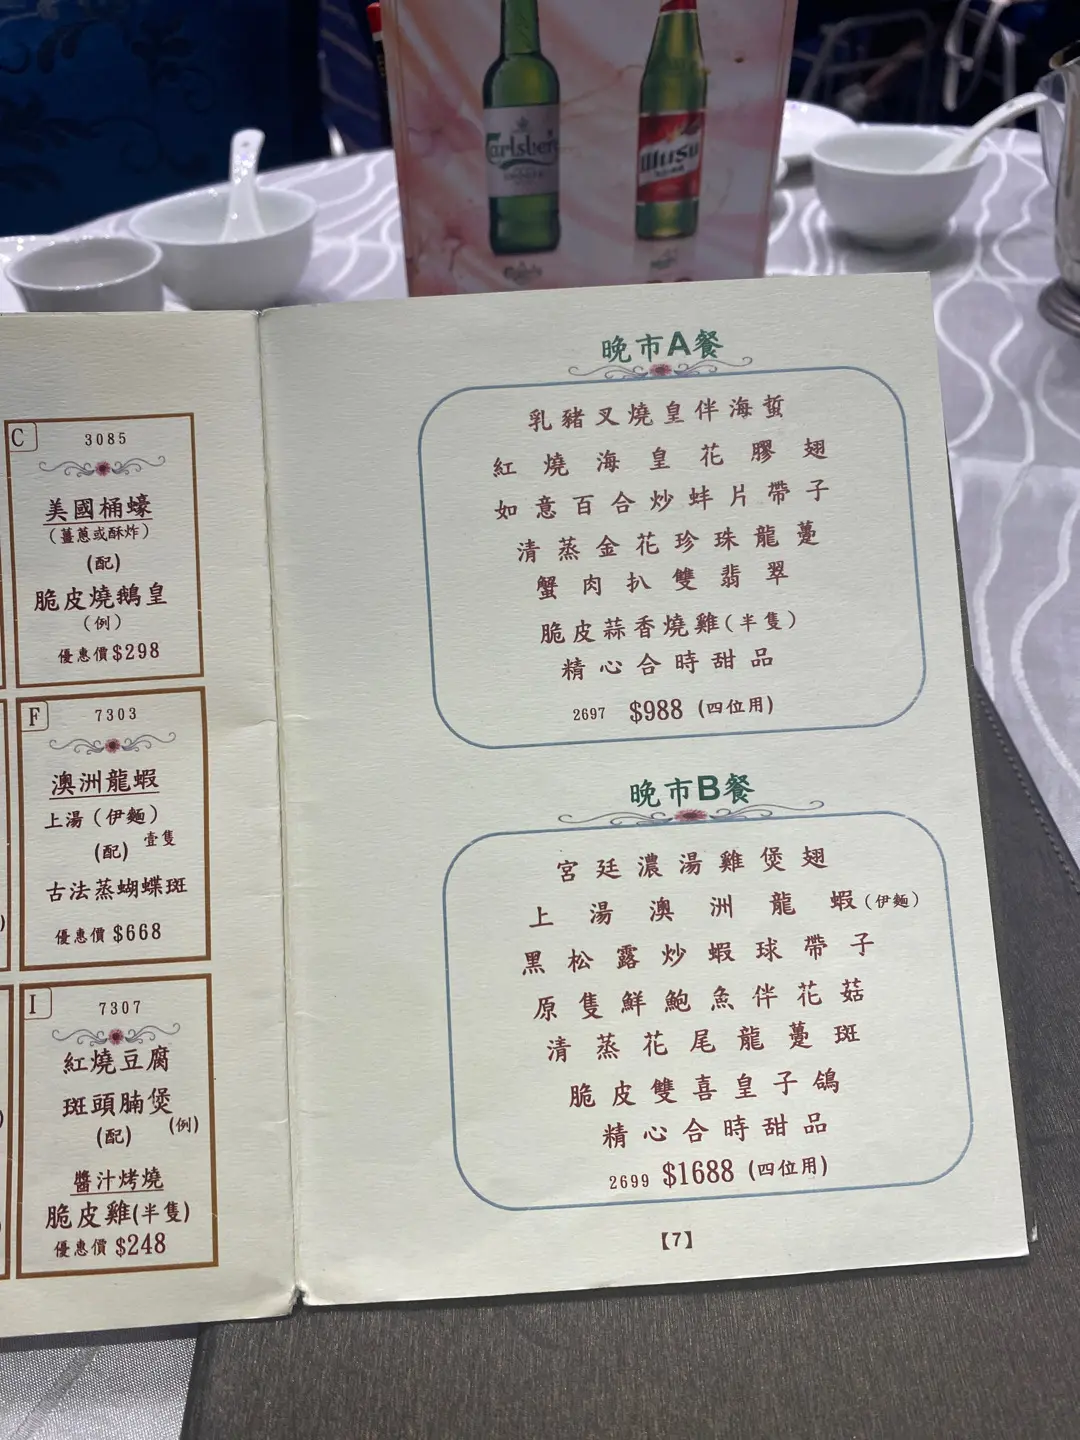 Carlsberg
WUSU
C
3085
美國桶蠔
(薑蔥或酥炸)
(配)
脆皮燒鵝皇
(例)
優惠價$298
F
7303
澳洲龍蝦
上湯(伊麵)
壹隻
(配)
古法蒸蝴蝶斑
優惠價$668
I
7307
紅燒豆腐
斑頭腩煲
(例)
(配)
醬汁烤燒
脆皮雞(半隻)
優惠價$248
晚市A餐
乳豬叉燒皇伴海蜇
紅燒海皇花膠翅
如意百合炒蚌片帶子
清蒸金花珍珠龍躉
蟹肉扒雙翡翠
脆皮蒜香燒雞(半隻)
精心合時甜品
2697 $988 (四位用)
晚市B餐
宮廷濃湯雞煲翅
上湯澳洲龍蝦(伊麵)
黑松露炒蝦球帶子
原隻鮮鮑魚伴花菇
清蒸花尾龍躉斑
脆皮雙喜皇子鴿
精心合時甜品
2699 $1688 (四位用)
【7】